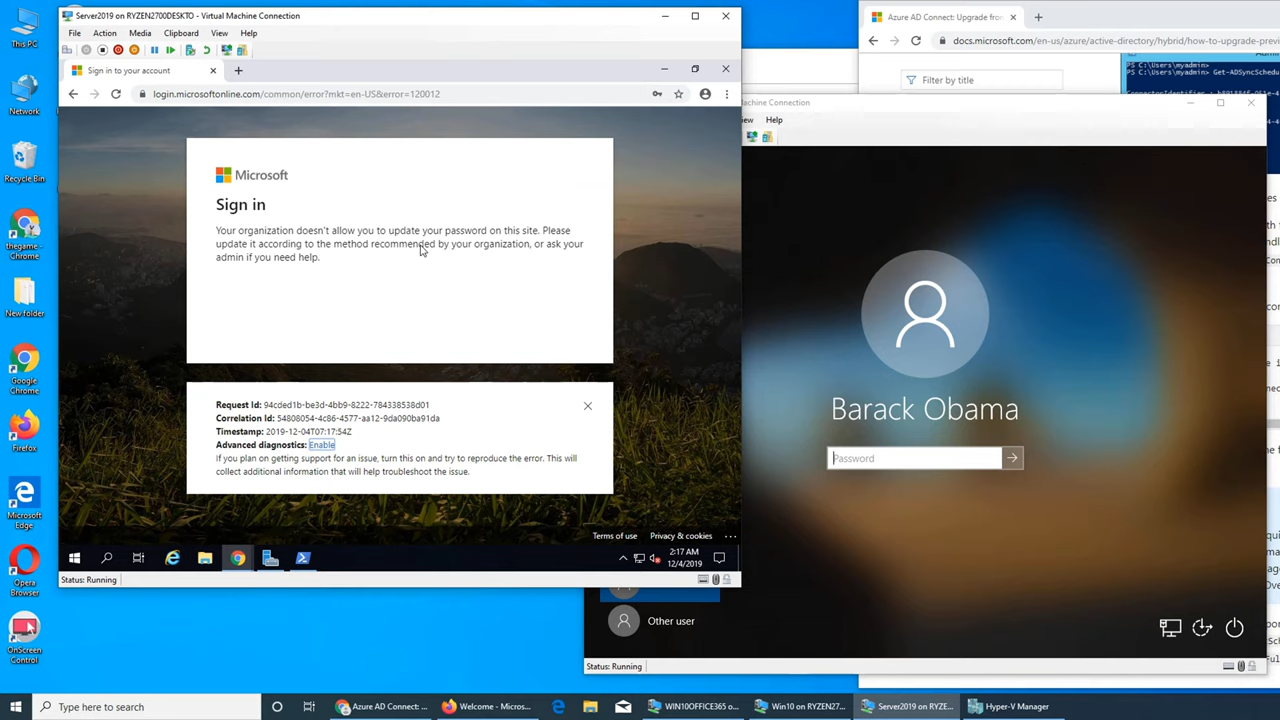 This PC
Network
Recycle Bin
thegame -
Chrome
New folder
Google
Chrome
Firefox
Microsoft
Edge
Opera
Browser
OnScreen
Control
Server2019 on RYZEN2700DESKTO - Virtual Machine Connection
File Action Media Clipboard View Help
Sign in to your account
login.microsoftonline.com/common/error?mkt=en-US&error=120012
Microsoft
Sign in
Your organization doesn't allow you to update your password on this site. Please
update it according to the method recommended by your organization, or ask your
admin if you need help.
Request Id: 94cded1b-be3d-4bb9-8222-784338538d01
Correlation Id: 54808054-4c86-4577-aa12-9da090ba91da
Timestamp: 2019-12-04T07:17:54Z
Advanced diagnostics: Enable
If you plan on getting support for an issue, turn this on and try to reproduce the error. This will
collect additional information that will help troubleshoot the issue.
Terms of use Privacy & cookies ...
2:17 AM
12/4/2019
Status: Running
Azure AD Connect: Upgrade fro
docs.microsoft.com/en-us/azure/active-directory/hybrid/how-to-upgrade-previ
Filter by title
PS C:\Users\myadmin>
PS C:\Users\myadmin> Get-ADSyncSchedu
achine Connection
Help
Barack Obama
Password
Other user
Status: Running
Type here to search
Azure AD Connect: ...
Welcome - Micros...
WIN10OFFICE365 o...
Win10 on RYZEN27...
Server2019 on RYZE...
Hyper-V Manager